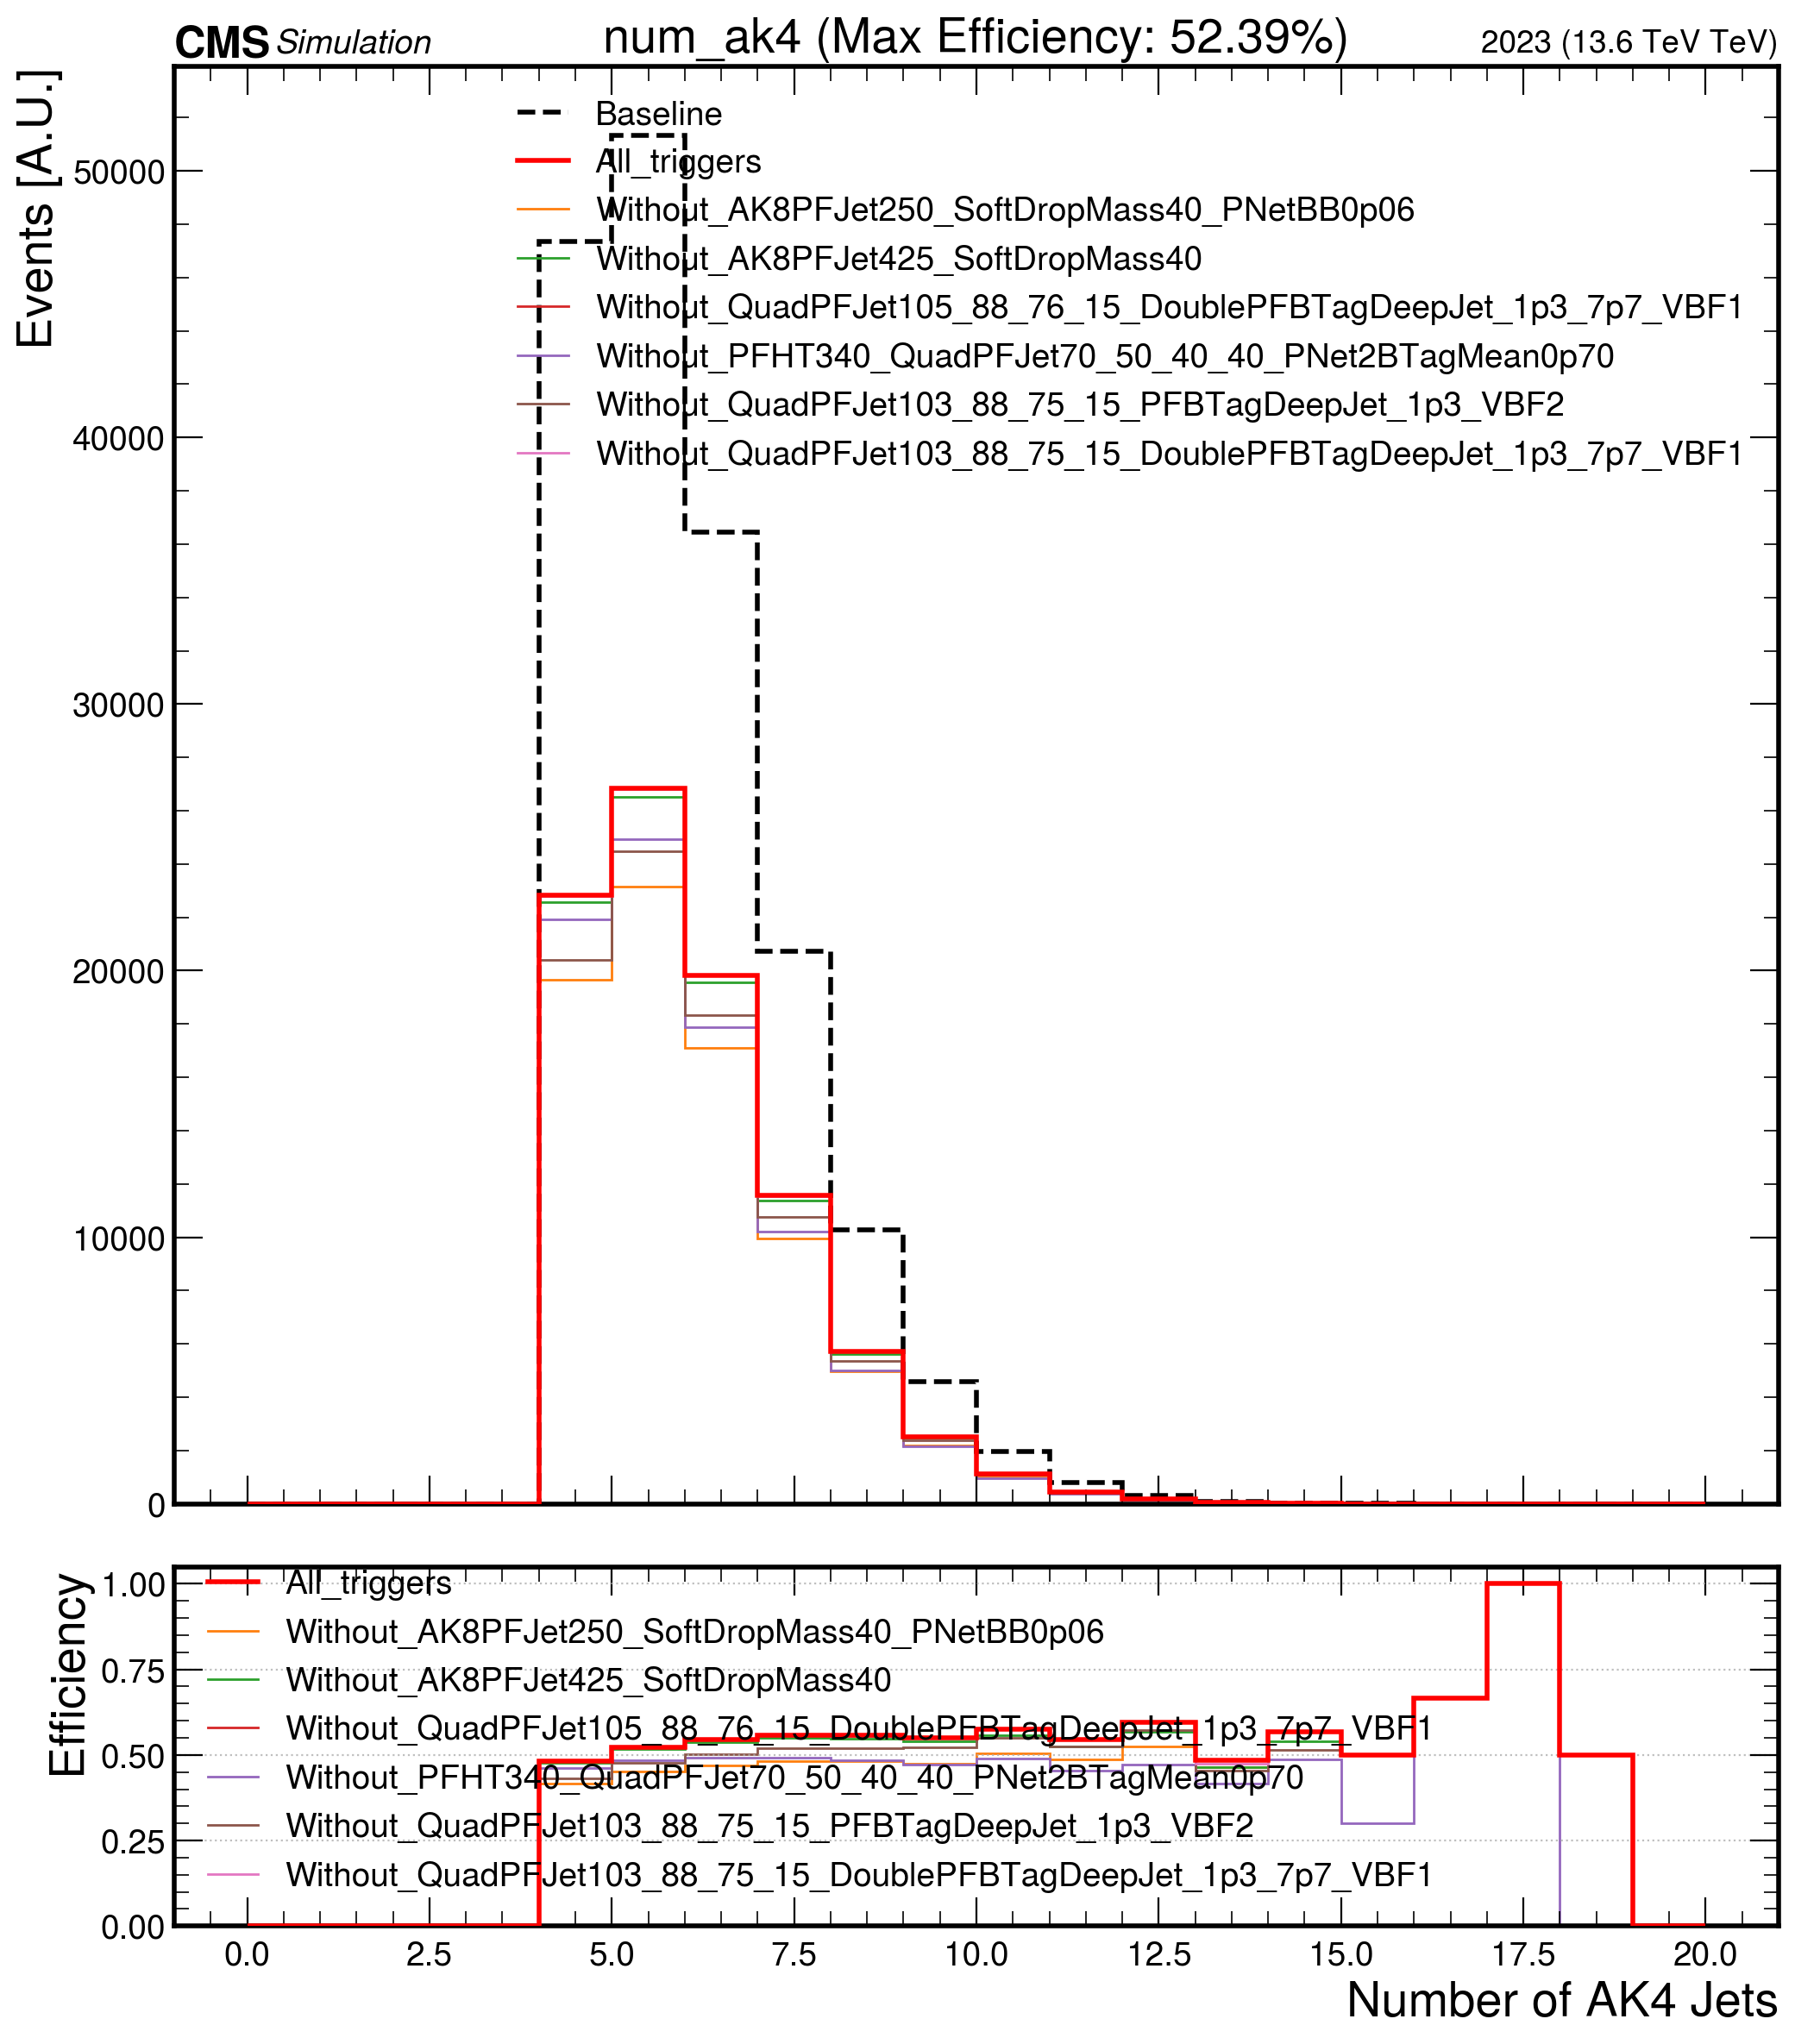 CMS Simulation num_ak4 (Max Efficiency: 52.39%) 2023 (13.6 TeV TeV)
Events [A.U.]
Baseline
All_triggers
Without_AK8PFJet250_SoftDropMass40_PNetBB0p06
Without_AK8PFJet425_SoftDropMass40
Without_QuadPFJet105_88_76_15_DoublePFBTagDeepJet_1p3_7p7_VBF1
Without_PFHT340_QuadPFJet70_50_40_40_PNet2BTagMean0p70
Without_QuadPFJet103_88_75_15_PFBTagDeepJet_1p3_VBF2
Without_QuadPFJet103_88_75_15_DoublePFBTagDeepJet_1p3_7p7_VBF1
50000
40000
30000
20000
10000
0
Efficiency
All_triggers
Without_AK8PFJet250_SoftDropMass40_PNetBB0p06
Without_AK8PFJet425_SoftDropMass40
Without_QuadPFJet105_88_76_15_DoublePFBTagDeepJet_1p3_7p7_VBF1
Without_PFHT340_QuadPFJet70_50_40_40_PNet2BTagMean0p70
Without_QuadPFJet103_88_75_15_PFBTagDeepJet_1p3_VBF2
Without_QuadPFJet103_88_75_15_DoublePFBTagDeepJet_1p3_7p7_VBF1
1.00
0.75
0.50
0.25
0.00
0.0 2.5 5.0 7.5 10.0 12.5 15.0 17.5 20.0
Number of AK4 Jets